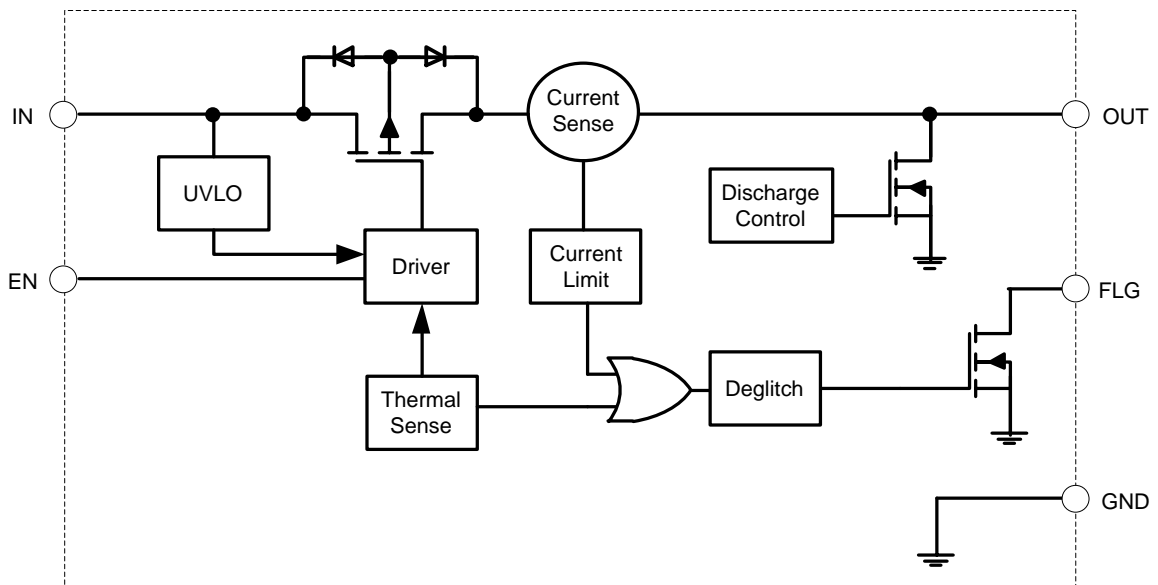 IN
Current
Sense
OUT
UVLO
Discharge
Control
EN
Driver
Current
Limit
FLG
Thermal
Sense
Deglitch
GND